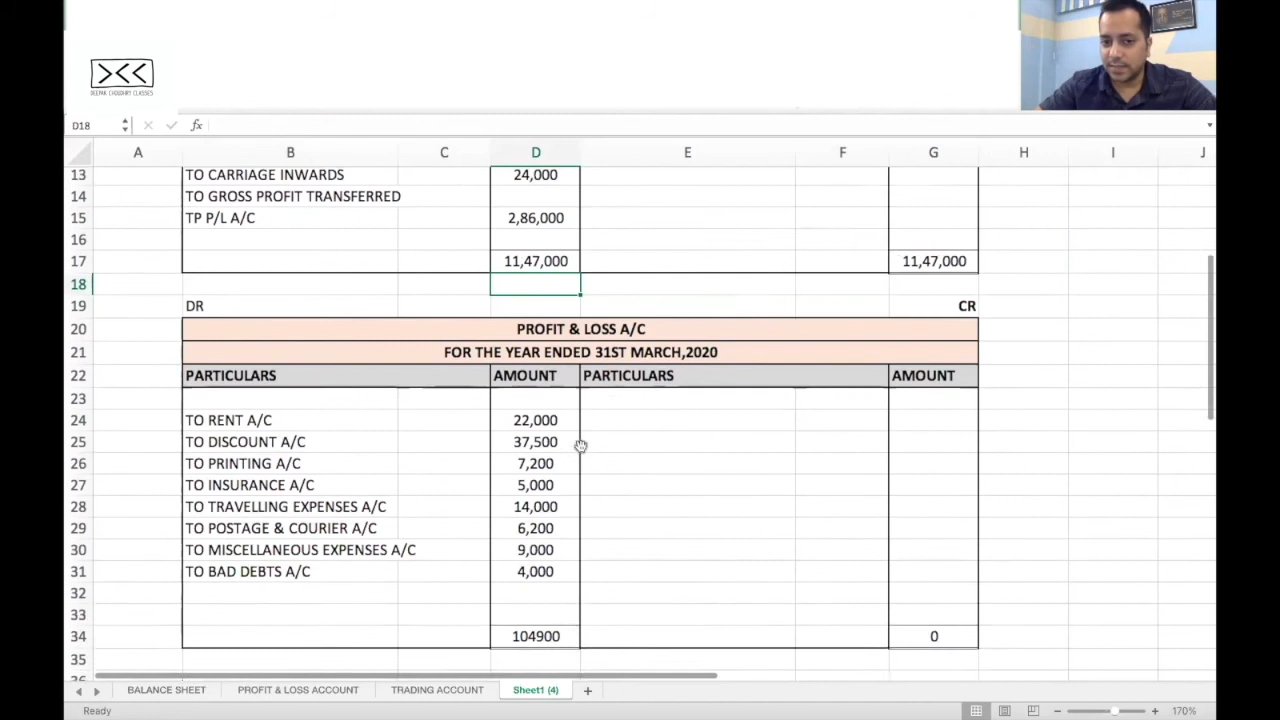 DEEPAK CHOUDHRY CLASSES
D18 fx
A B C D E F G H I J
13 TO CARRIAGE INWARDS 24,000
14 TO GROSS PROFIT TRANSFERRED
15 TP P/L A/C 2,86,000
16
17 11,47,000 11,47,000
18
19 DR CR
20 PROFIT & LOSS A/C
21 FOR THE YEAR ENDED 31ST MARCH,2020
22 PARTICULARS AMOUNT PARTICULARS AMOUNT
23
24 TO RENT A/C 22,000
25 TO DISCOUNT A/C 37,500
26 TO PRINTING A/C 7,200
27 TO INSURANCE A/C 5,000
28 TO TRAVELLING EXPENSES A/C 14,000
29 TO POSTAGE & COURIER A/C 6,200
30 TO MISCELLANEOUS EXPENSES A/C 9,000
31 TO BAD DEBTS A/C 4,000
32
33
34 104900 0
35
BALANCE SHEET PROFIT & LOSS ACCOUNT TRADING ACCOUNT Sheet1 (4) +
Ready − + 170%